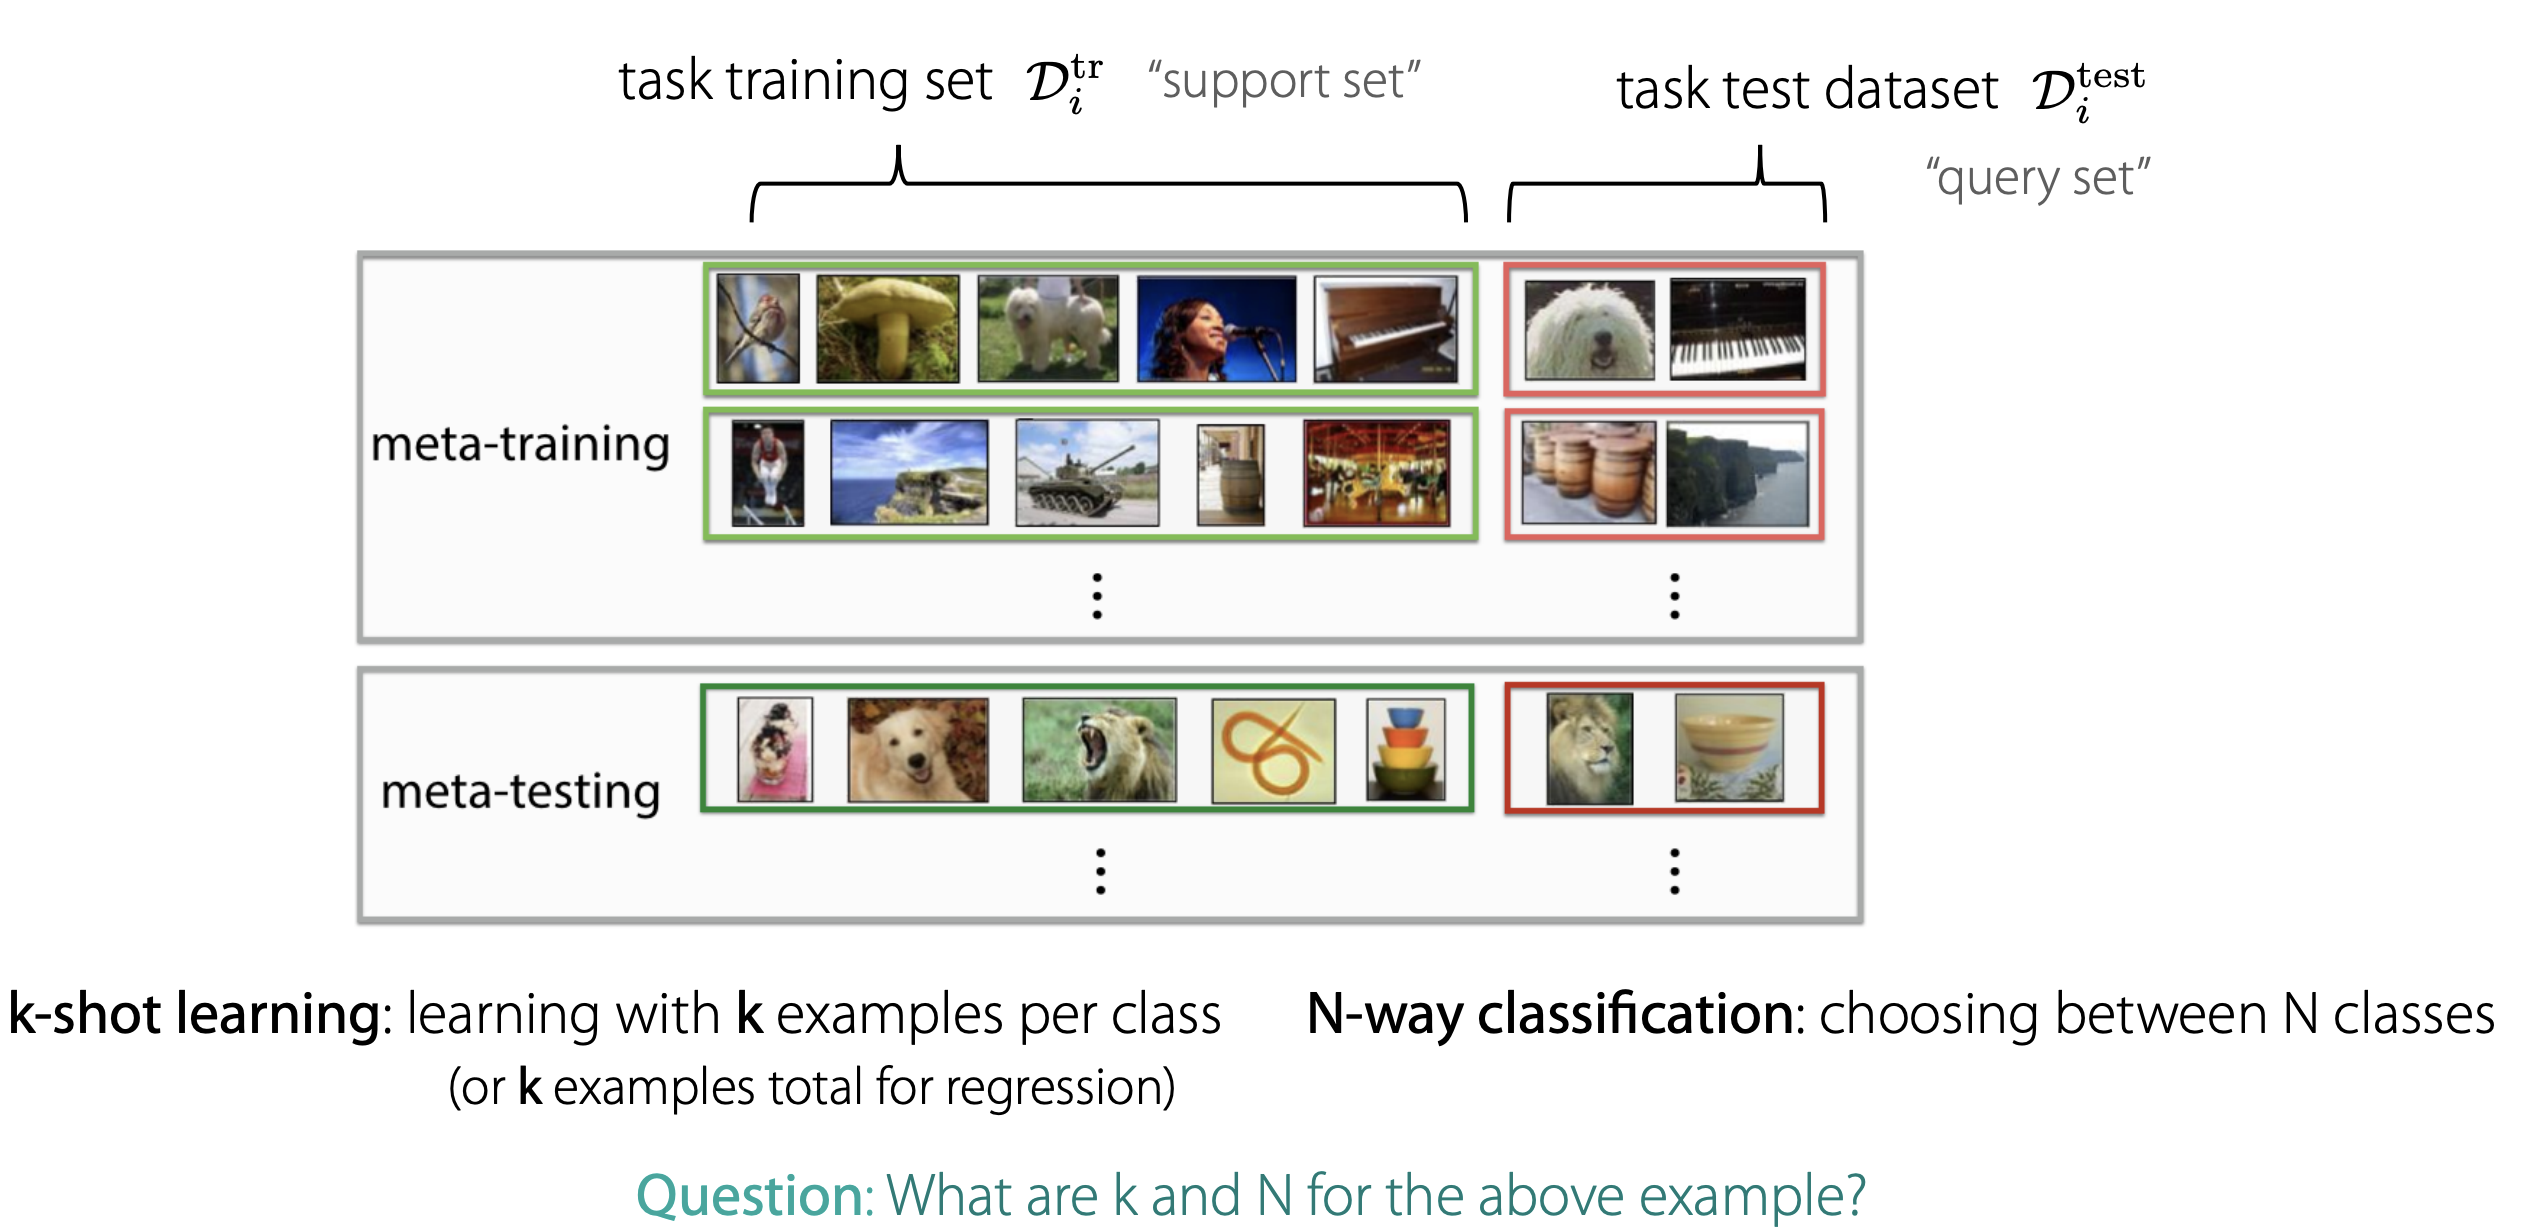 task training set 𝒟ᵢᵗʳ “support set”
task test dataset 𝒟ᵢᵗᵉˢᵗ
“query set”
meta-training
meta-testing
k-shot learning: learning with k examples per class
(or k examples total for regression)
N-way classification: choosing between N classes
Question: What are k and N for the above example?